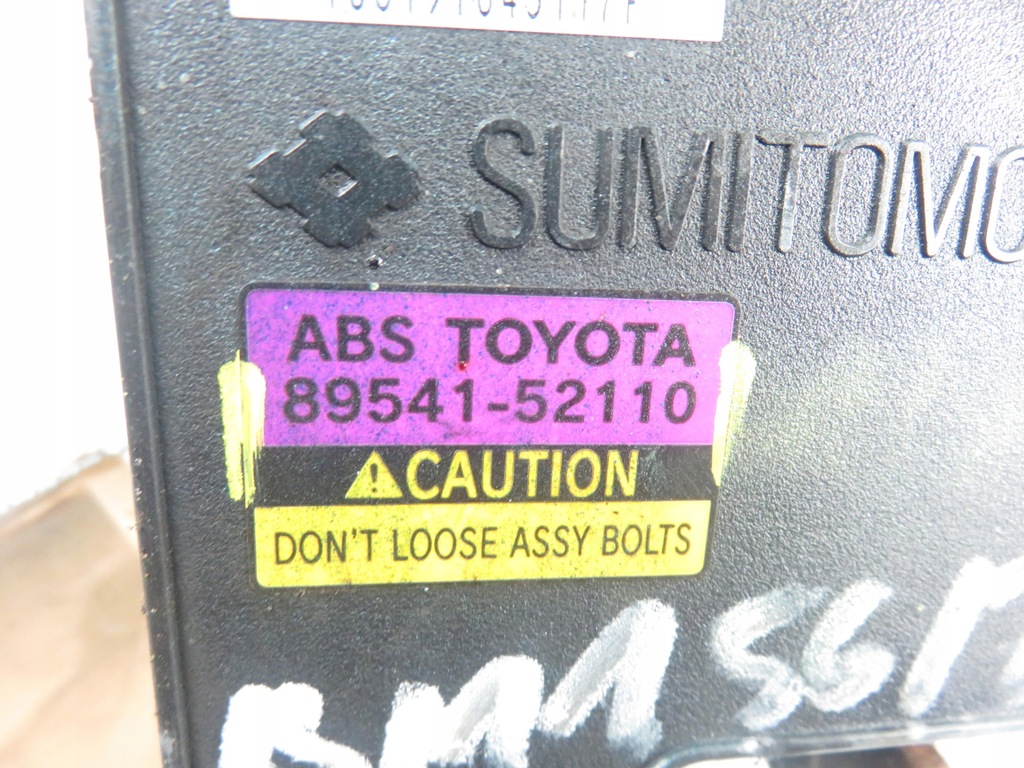 SUMITOMO
ABS TOYOTA
89541-52110
CAUTION
DON'T LOOSE ASSY BOLTS